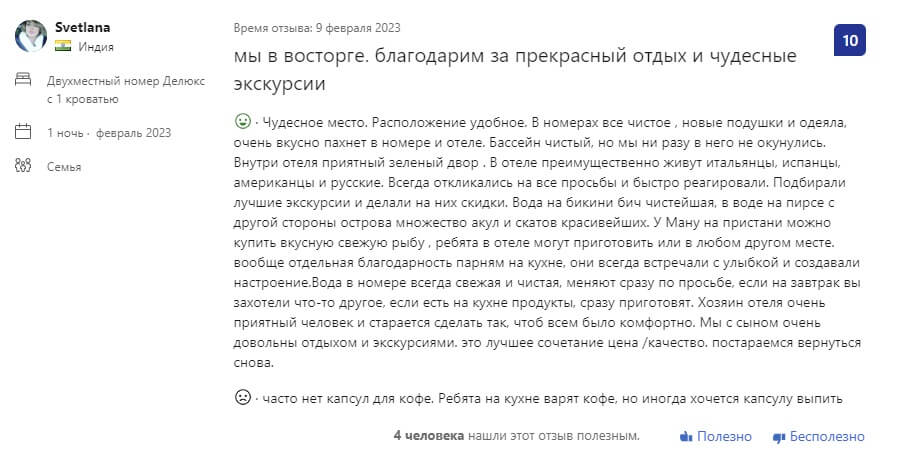 Svetlana
Индия
Двухместный номер Делюкс
с 1 кроватью
1 ночь · февраль 2023
Семья
Время отзыва: 9 февраля 2023
10
мы в восторге. благодарим за прекрасный отдых и чудесные
экскурсии
· Чудесное место. Расположение удобное. В номерах все чистое , новые подушки и одеяла,
очень вкусно пахнет в номере и отеле. Бассейн чистый, но мы ни разу в него не окунулись.
Внутри отеля приятный зеленый двор . В отеле преимущественно живут итальянцы, испанцы,
американцы и русские. Всегда откликались на все просьбы и быстро реагировали. Подбирали
лучшие экскурсии и делали на них скидки. Вода на бикини бич чистейшая, в воде на пирсе с
другой стороны острова множество акул и скатов красивейших. У Ману на пристани можно
купить вкусную свежую рыбу , ребята в отеле могут приготовить или в любом другом месте.
вообще отдельная благодарность парням на кухне, они всегда встречали с улыбкой и создавали
настроение.Вода в номере всегда свежая и чистая, меняют сразу по просьбе, если на завтрак вы
захотели что-то другое, если есть на кухне продукты, сразу приготовят. Хозяин отеля очень
приятный человек и старается сделать так, чтоб всем было комфортно. Мы с сыном очень
довольны отдыхом и экскурсиями. это лучшее сочетание цена /качество. постараемся вернуться
снова.
· часто нет капсул для кофе. Ребята на кухне варят кофе, но иногда хочется капсулу выпить
4 человека нашли этот отзыв полезным.
Полезно
Бесполезно